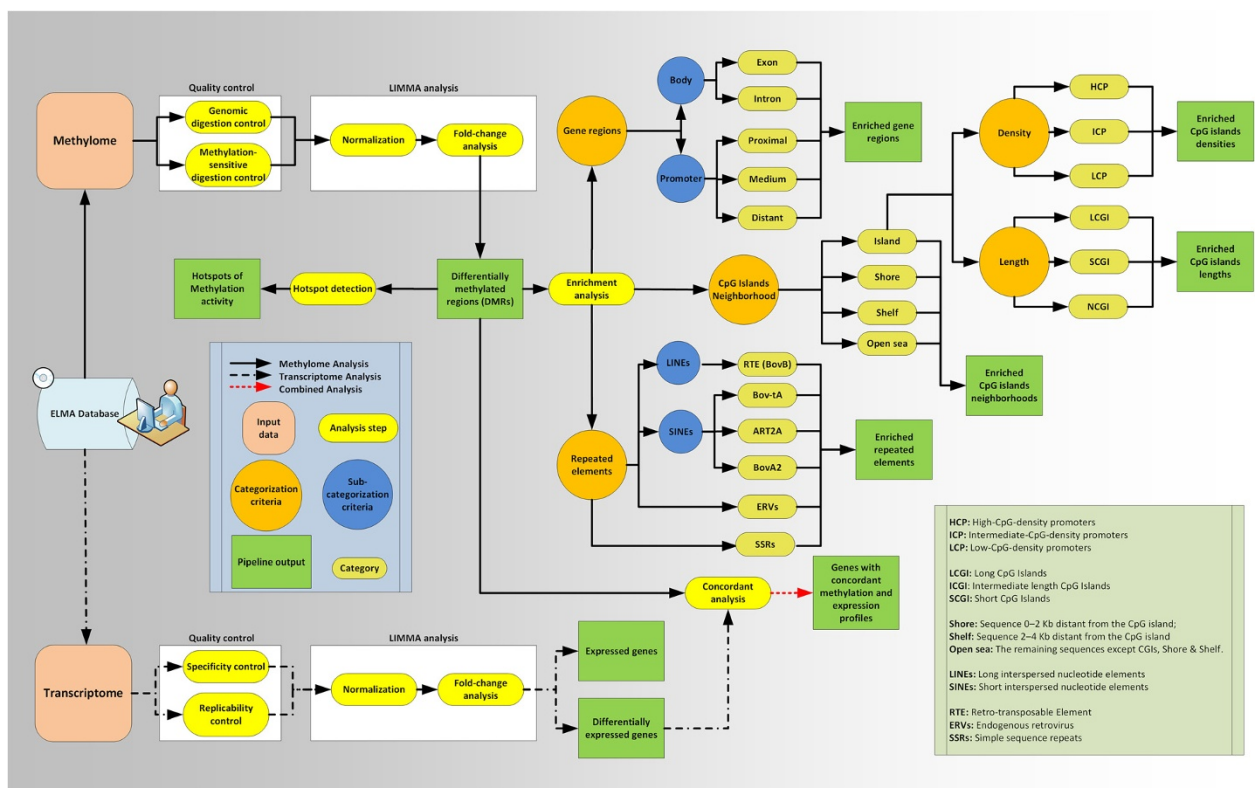 Quality control
LIMMA analysis
Methylome
Genomic
digestion control
Methylation-
sensitive
digestion control
Normalization
Fold-change
analysis
Gene regions
Body
Promoter
Exon
Intron
Proximal
Medium
Distant
Enriched gene
regions
Density
HCP
ICP
LCP
Enriched
CpG islands
densities
Length
LCGI
SCGI
NCGI
Enriched
CpG islands
lengths
Hotspots of
Methylation
activity
Hotspot detection
Differentially
methylated
regions (DMRs)
Enrichment
analysis
CpG Islands
Neighborhood
Island
Shore
Shelf
Open sea
Enriched
CpG islands
neighborhoods
ELMA Database
Methylome Analysis
Transcriptome Analysis
Combined Analysis
Input
data
Analysis step
Categorization
criteria
Sub-
categorization
criteria
Pipeline output
Category
Repeated
elements
LINEs
SINEs
RTE (BovB)
Bov-tA
ART2A
BovA2
ERVs
SSRs
Enriched
repeated
elements
Concordant
analysis
Genes with
concordant
methylation and
expression
profiles
Quality control
LIMMA analysis
Transcriptome
Specificity control
Replicability
control
Normalization
Fold-change
analysis
Expressed genes
Differentially
expressed genes
HCP: High-CpG-density promoters
ICP: Intermediate-CpG-density promoters
LCP: Low-CpG-density promoters
LCGI: Long CpG Islands
ICGI: Intermediate length CpG Islands
SCGI: Short CpG Islands
Shore: Sequence 0–2 Kb distant from the CpG island;
Shelf: Sequence 2–4 Kb distant from the CpG island
Open sea: The remaining sequences except CGIs, Shore & Shelf.
LINEs: Long interspersed nucleotide elements
SINEs: Short interspersed nucleotide elements
RTE: Retro-transposable Element
ERVs: Endogenous retrovirus
SSRs: Simple sequence repeats